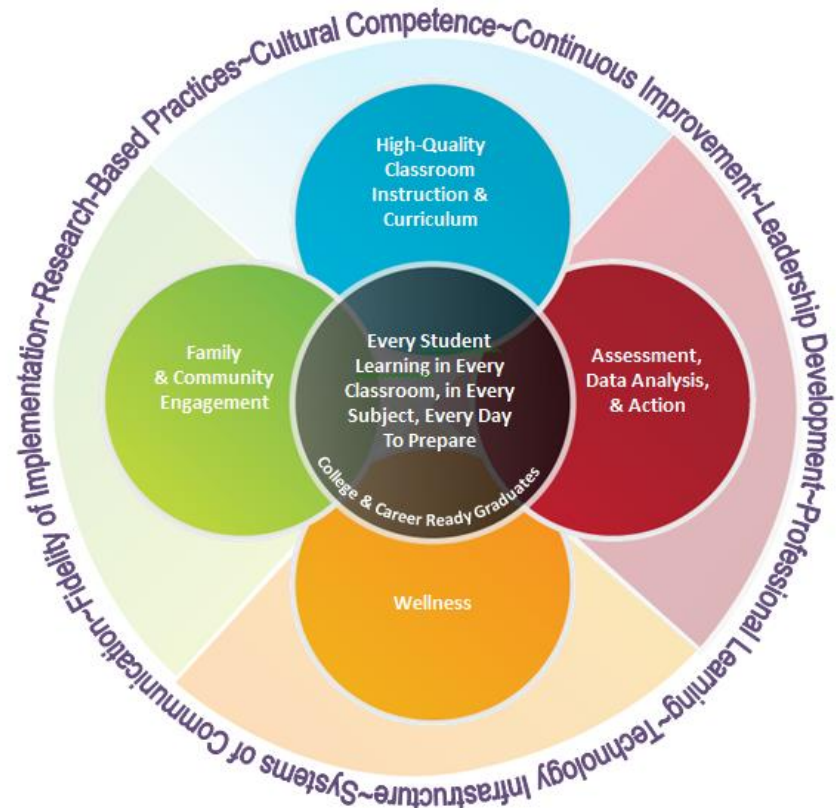 Fidelity of Implementation~Research-Based Practices~Cultural Competence~Continuous Improvement~Leadership Development~Professional Learning~Technology Infrastructure~Systems of Communication~
High-Quality
Classroom
Instruction &
Curriculum
Family
& Community
Engagement
Every Student
Learning in Every
Classroom, in Every
Subject, Every Day
To Prepare
College & Career Ready Graduates
Assessment,
Data Analysis,
& Action
Wellness